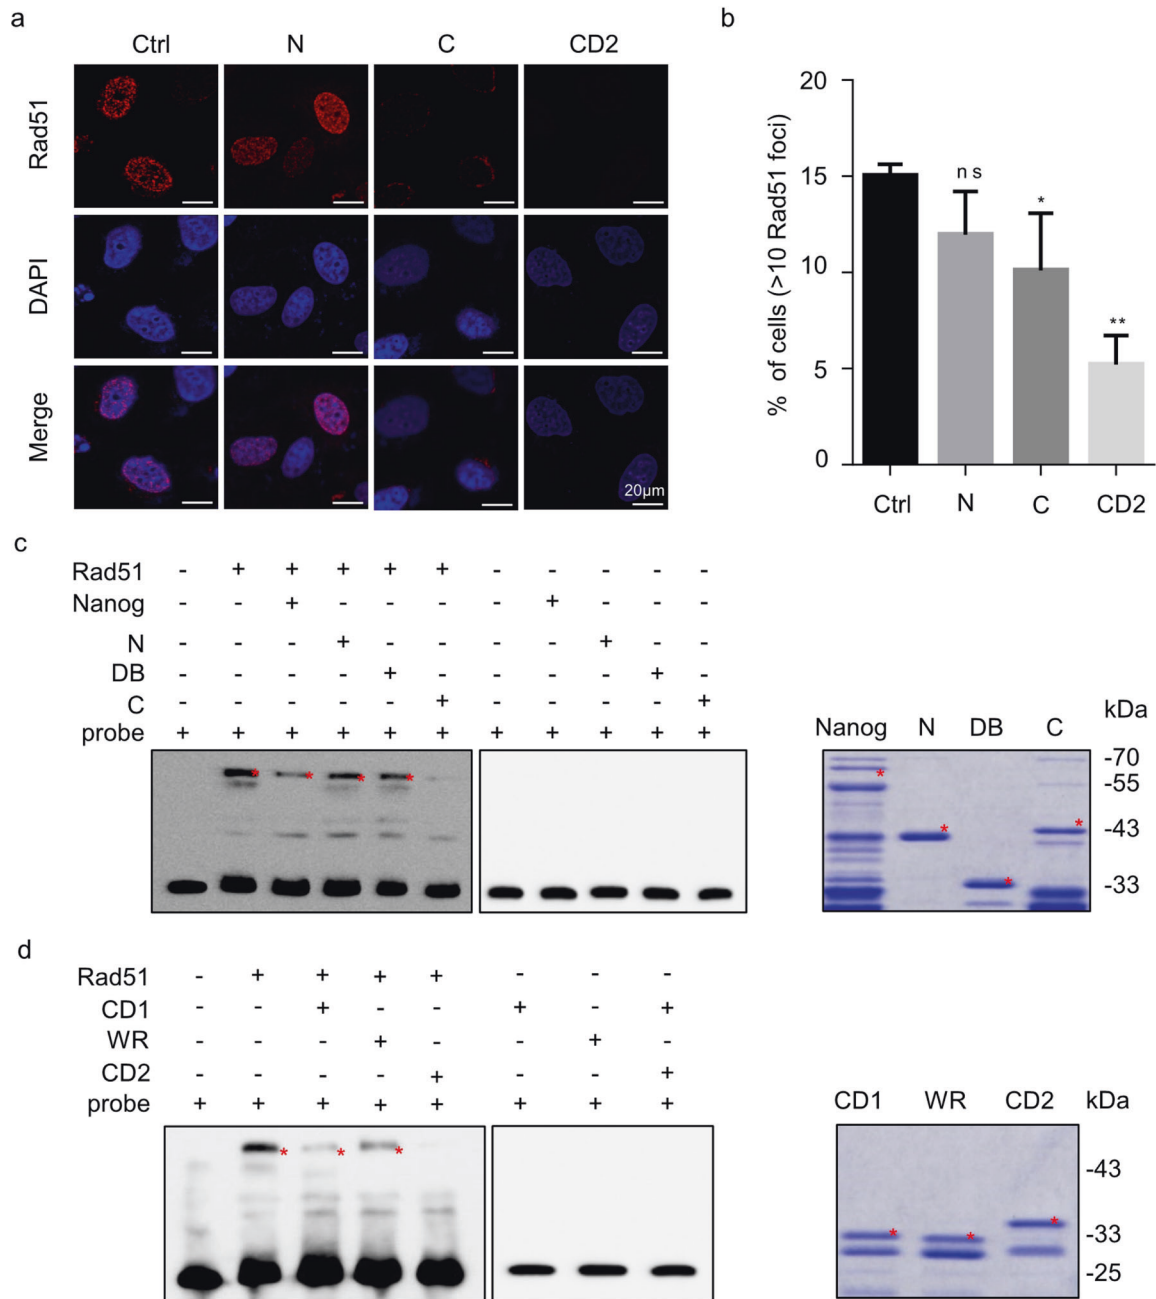 a
Ctrl N C CD2
Rad51
DAPI
Merge
20µm
b
% of cells (>10 Rad51 foci)
20
15
10
5
0
n s
*
**
Ctrl N C CD2
c
Rad51 - + + + + + - - - - -
Nanog - - + - - - - + - - -
N - - - + - - - - + - -
DB - - - - + - - - - + -
C - - - - - + - - - - +
probe + + + + + + + + + + +
* * * *
Nanog N DB C kDa
-70
-55
-43
-33
* * * *
d
Rad51 - + + + + - - -
CD1 - - + - - + - +
WR - - - + - - + -
CD2 - - - - + - - +
probe + + + + + + + +
* * *
CD1 WR CD2 kDa
-43
-33
-25
* * *